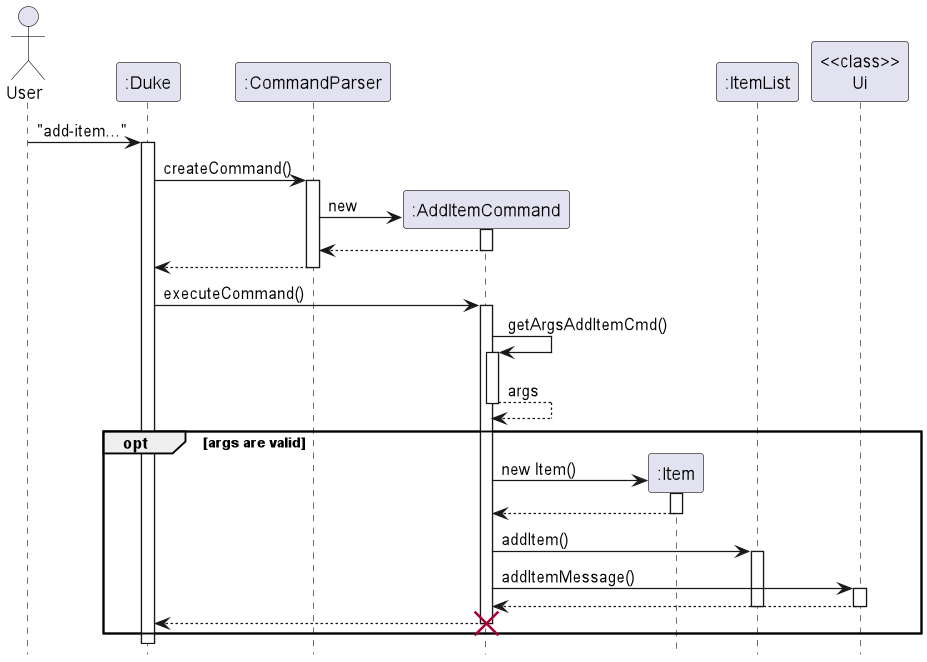 User
:Duke
:CommandParser
:ItemList
<<class>>
Ui
"add-item..."
createCommand()
new
:AddItemCommand
executeCommand()
getArgsAddItemCmd()
args
opt
[args are valid]
new Item()
:Item
addItem()
addItemMessage()